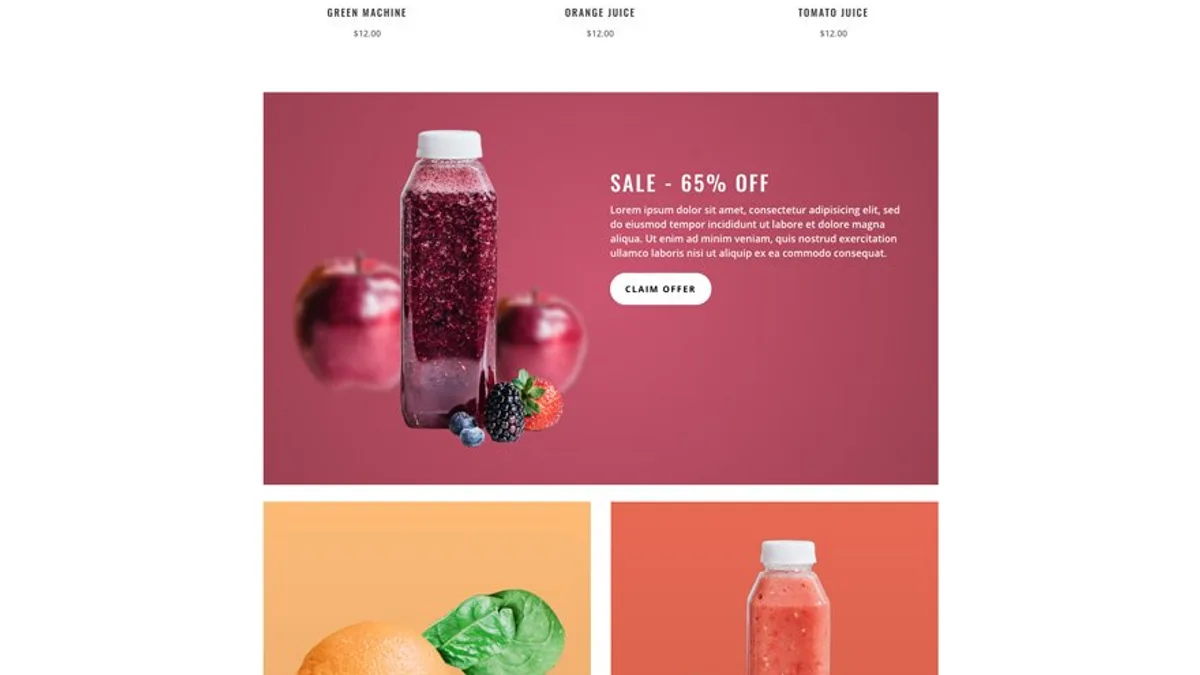 GREEN MACHINE
ORANGE JUICE
TOMATO JUICE
$12.00
$12.00
$12.00
SALE - 65% OFF
Lorem ipsum dolor sit amet, consectetur adipisicing elit, sed
do eiusmod tempor incididunt ut labore et dolore magna
aliqua. Ut enim ad minim veniam, quis nostrud exercitation
ullamco laboris nisi ut aliquip ex ea commodo consequat.
CLAIM OFFER